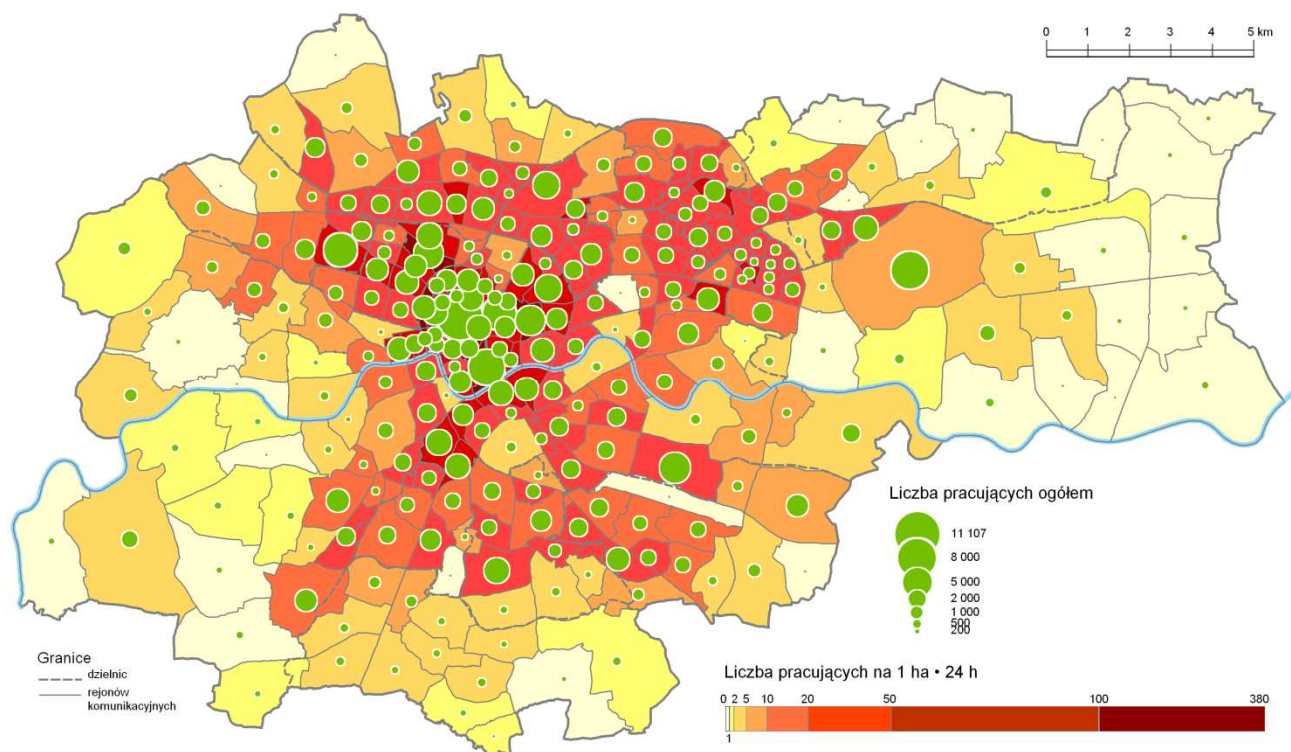 0 1 2 3 4 5 km
Liczba pracujących ogółem
11 107
8 000
5 000
2 000
1 000
500
200
Granice
dzielnic
rejonów
komunikacyjnych
Liczba pracujących na 1 ha • 24 h
0 2 5 10 20 50 100 380
1